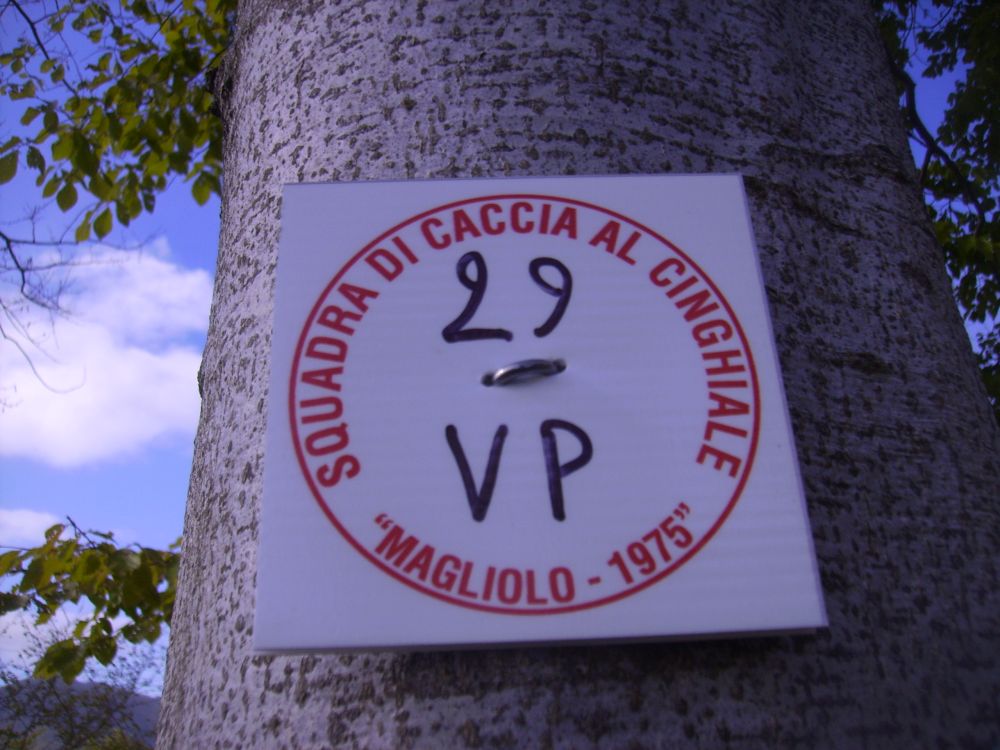 SQUADRA DI CACCIA AL CINGHIALE
29
VP
"MAGLIOLO - 1975"